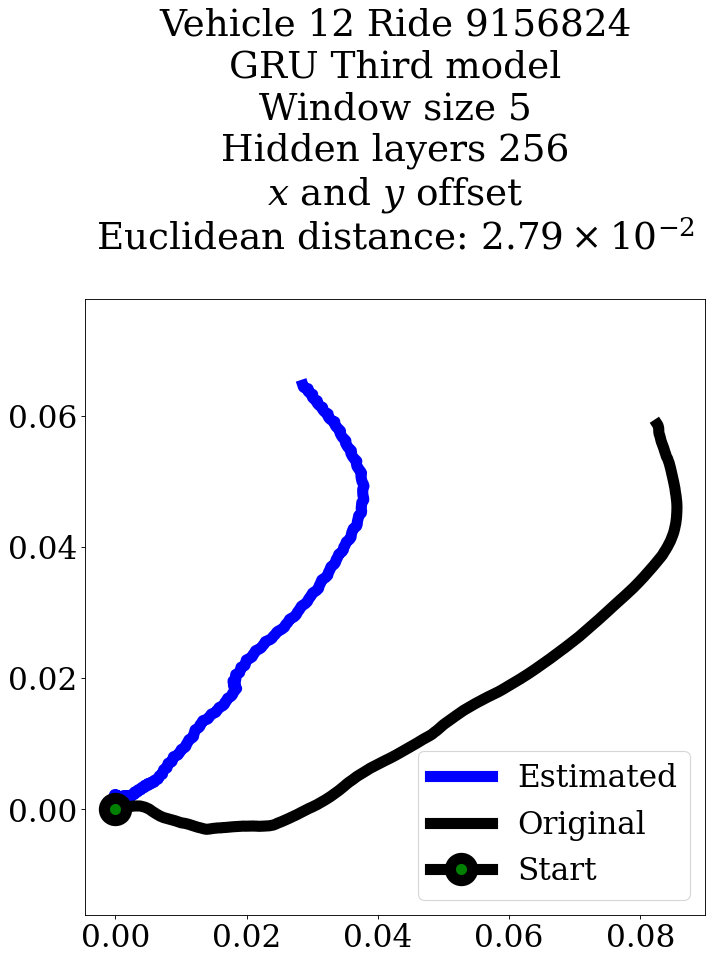 Vehicle 12 Ride 9156824
GRU Third model
Window size 5
Hidden layers 256
x and y offset
Euclidean distance: 2.79 × 10⁻²
0.06
0.04
0.02
0.00
Estimated
Original
Start
0.00 0.02 0.04 0.06 0.08